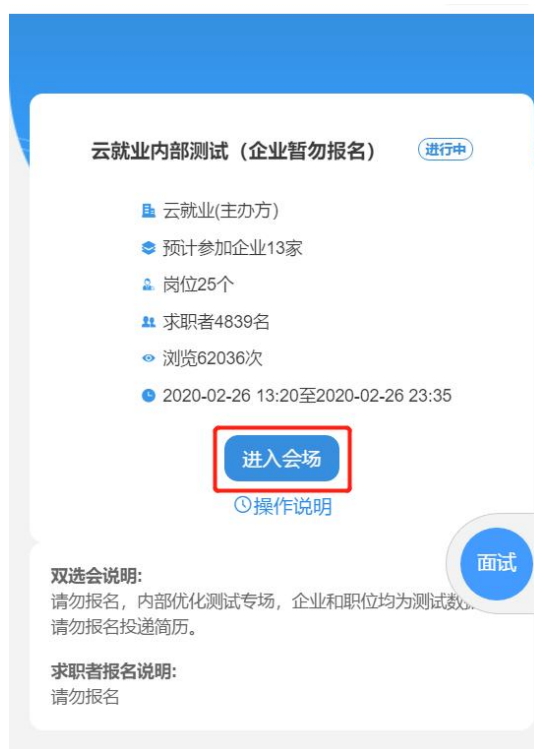 云就业内部测试（企业暂勿报名） 进行中
云就业(主办方)
预计参加企业13家
岗位25个
求职者4839名
浏览62036次
2020-02-26 13:20至2020-02-26 23:35
进入会场
操作说明
面试
双选会说明:
请勿报名，内部优化测试专场，企业和职位均为测试数
请勿报名投递简历。
求职者报名说明:
请勿报名